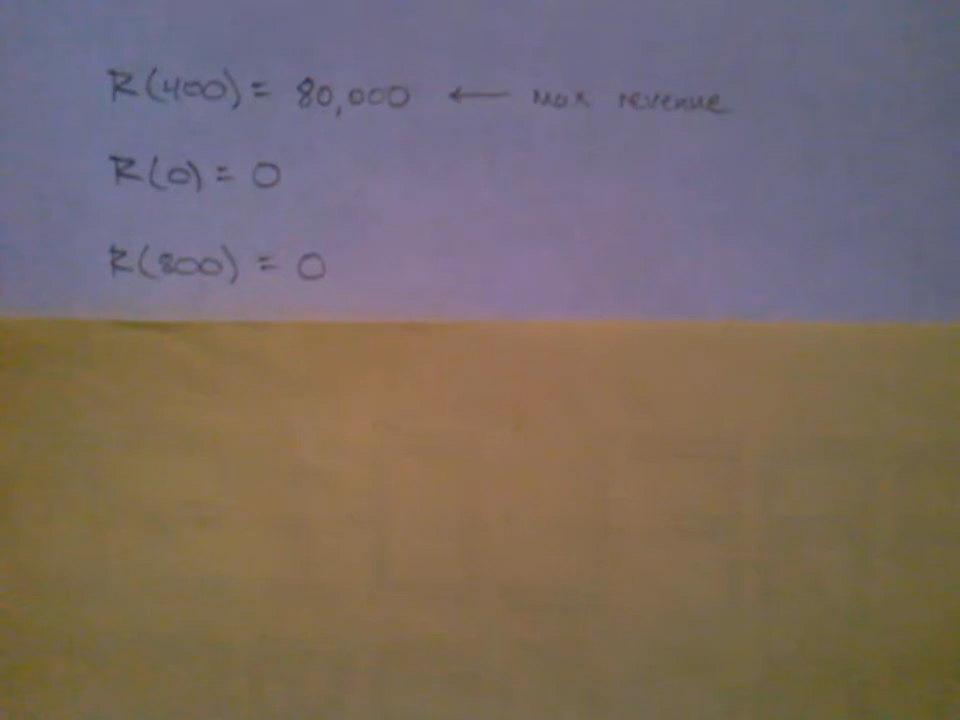 R(400) = 80,000 ← max revenue
R(0) = 0
R(800) = 0